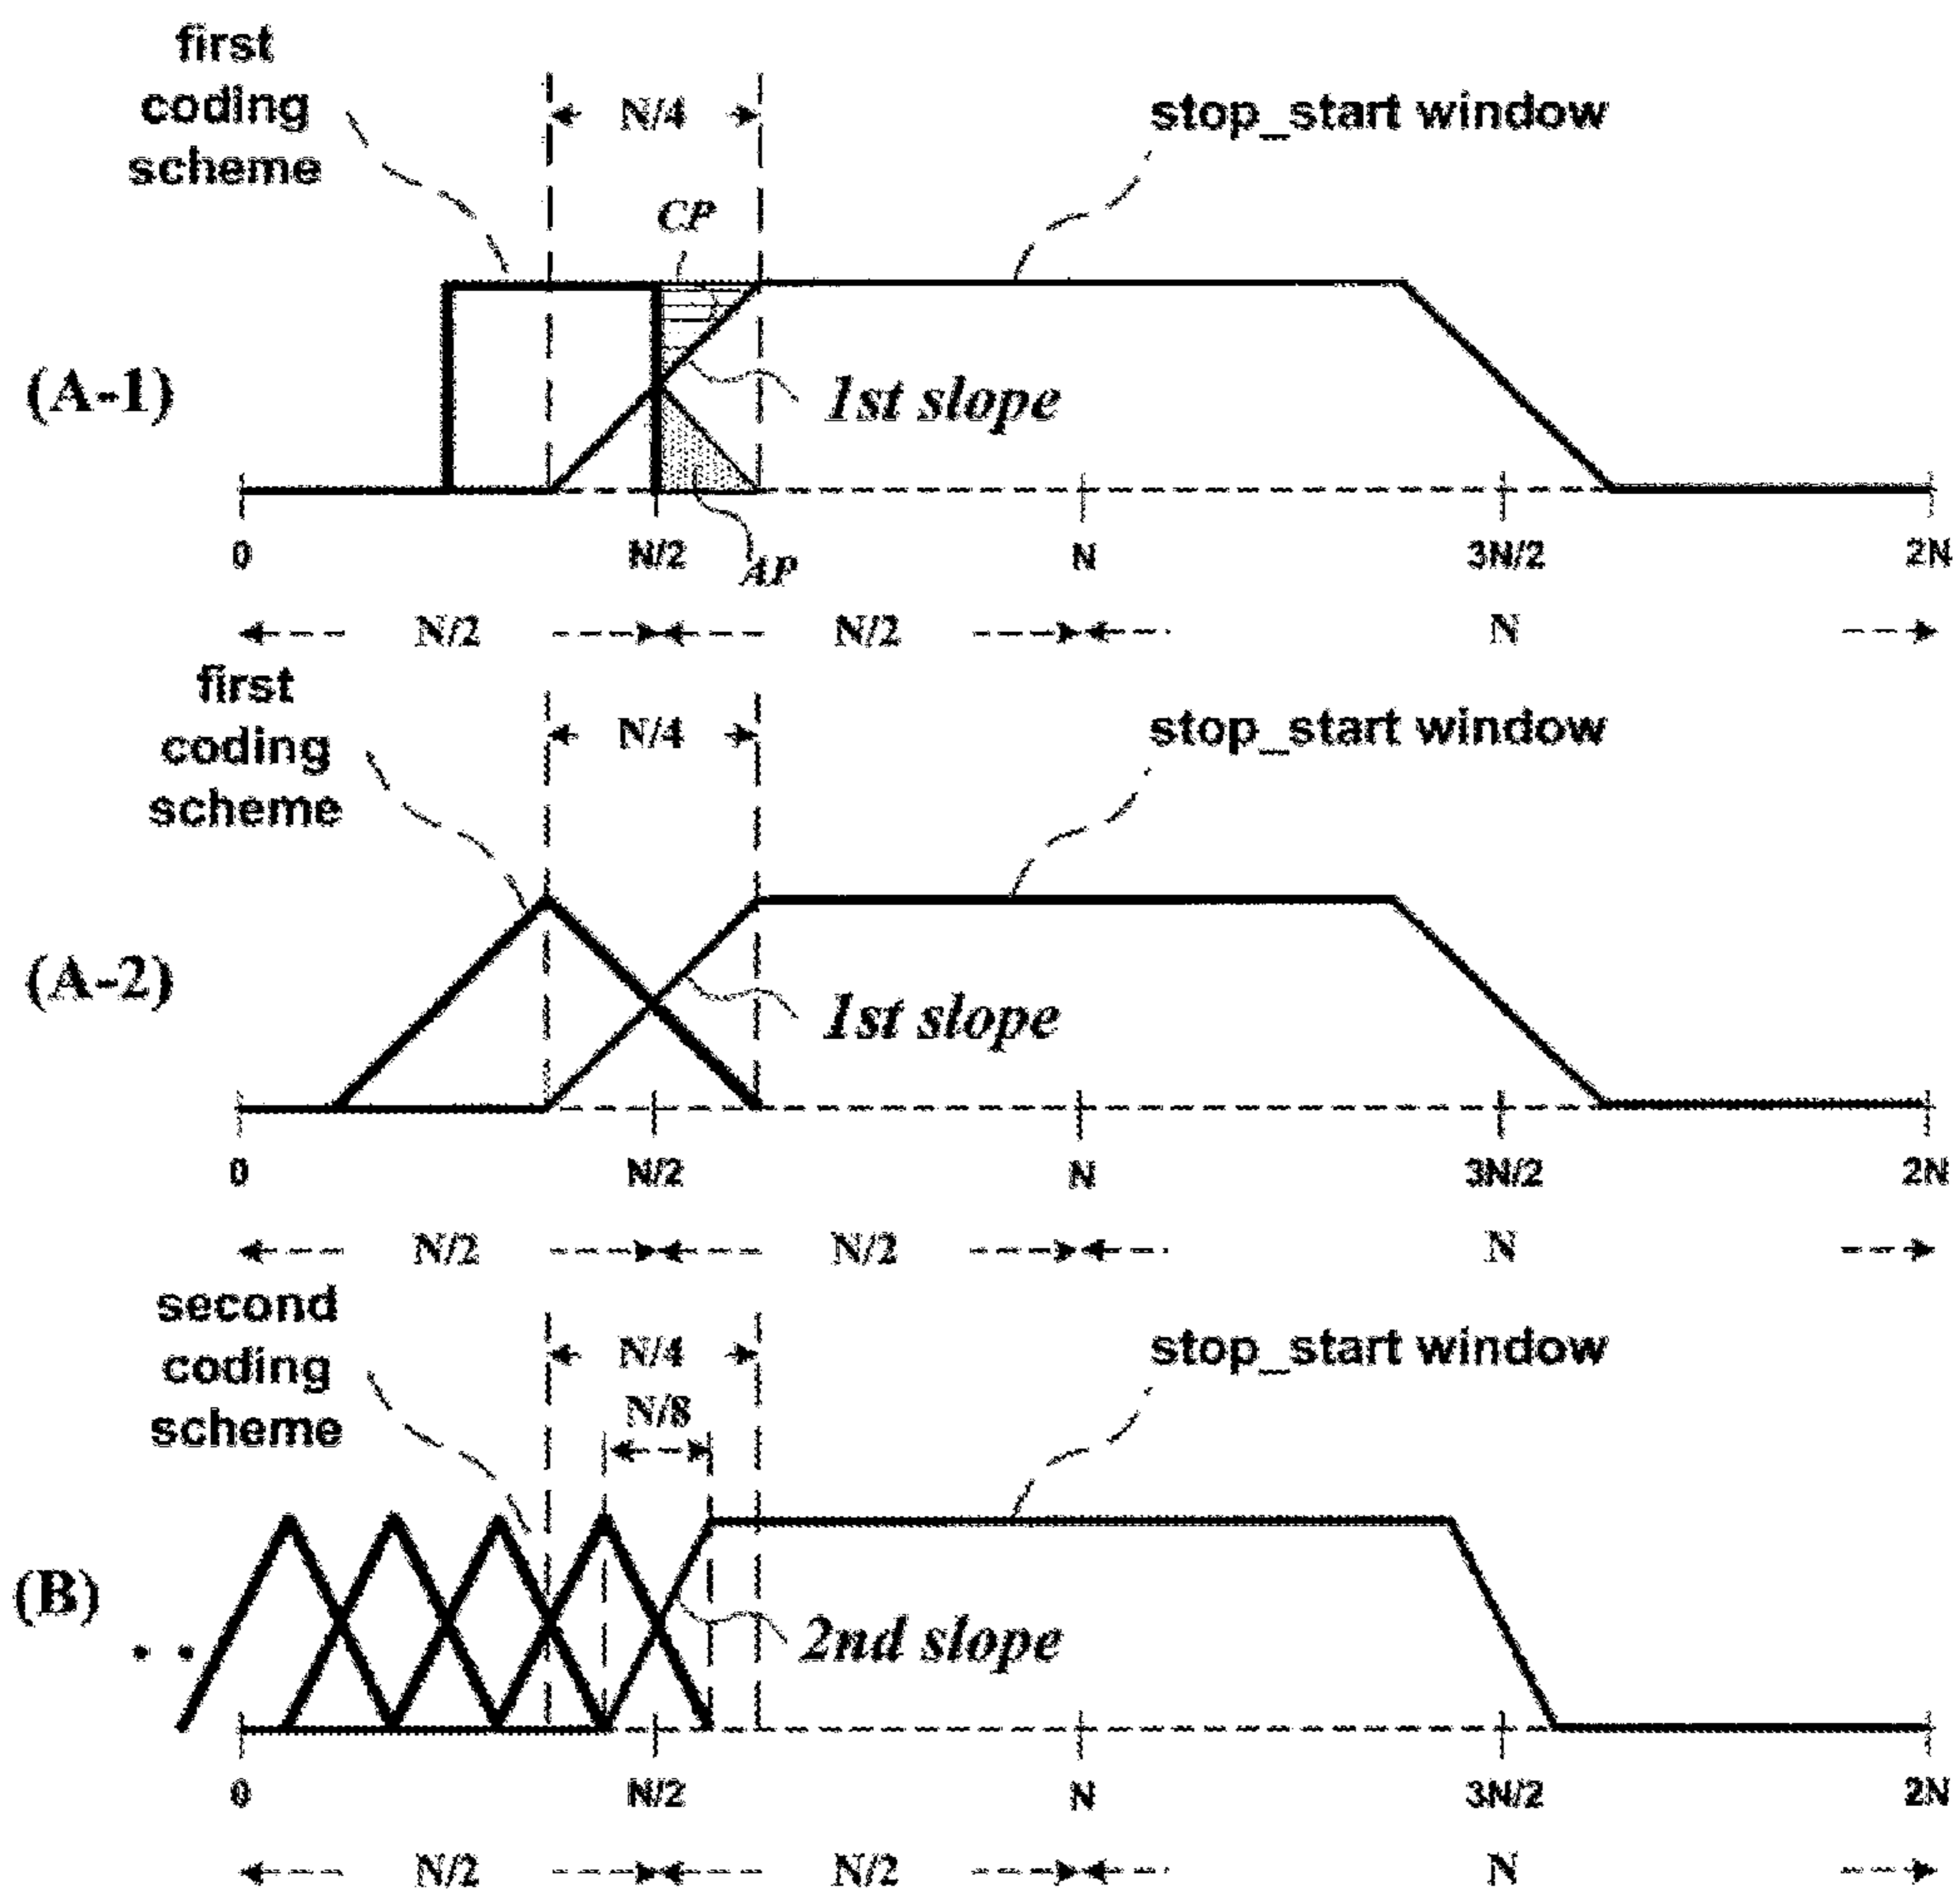 first
coding
scheme
N/4
stop_start window
CP
(A-1)
1st slope
0
N/2
AP
N
3N/2
2N
N/2
N/2
N
first
coding
scheme
N/4
stop_start window
(A-2)
1st slope
0
N/2
N
3N/2
2N
N/2
N/2
N
second
coding
scheme
N/4
N/8
stop_start window
(B)
2nd slope
0
N/2
N
3N/2
2N
N/2
N/2
N